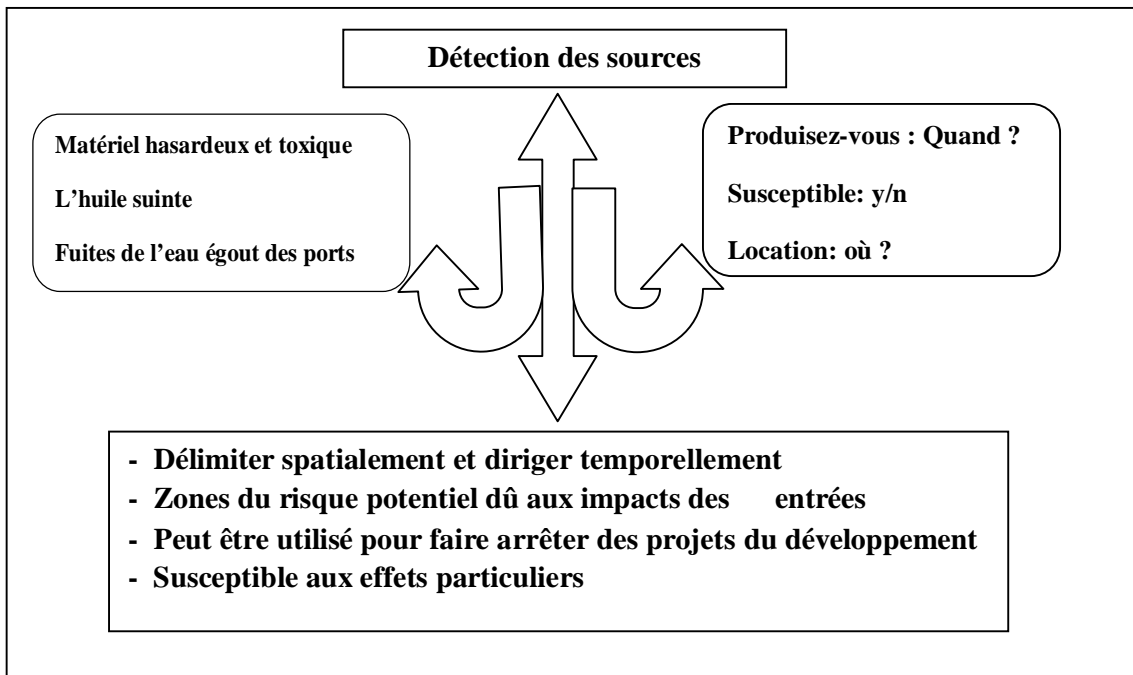 Détection des sources
Matériel hasardeux et toxique
L'huile suinte
Fuites de l'eau égout des ports
Produisez-vous : Quand ?
Susceptible: y/n
Location: où ?
- Délimiter spatialement et diriger temporellement
- Zones du risque potentiel dû aux impacts des entrées
- Peut être utilisé pour faire arrêter des projets du développement
- Susceptible aux effets particuliers